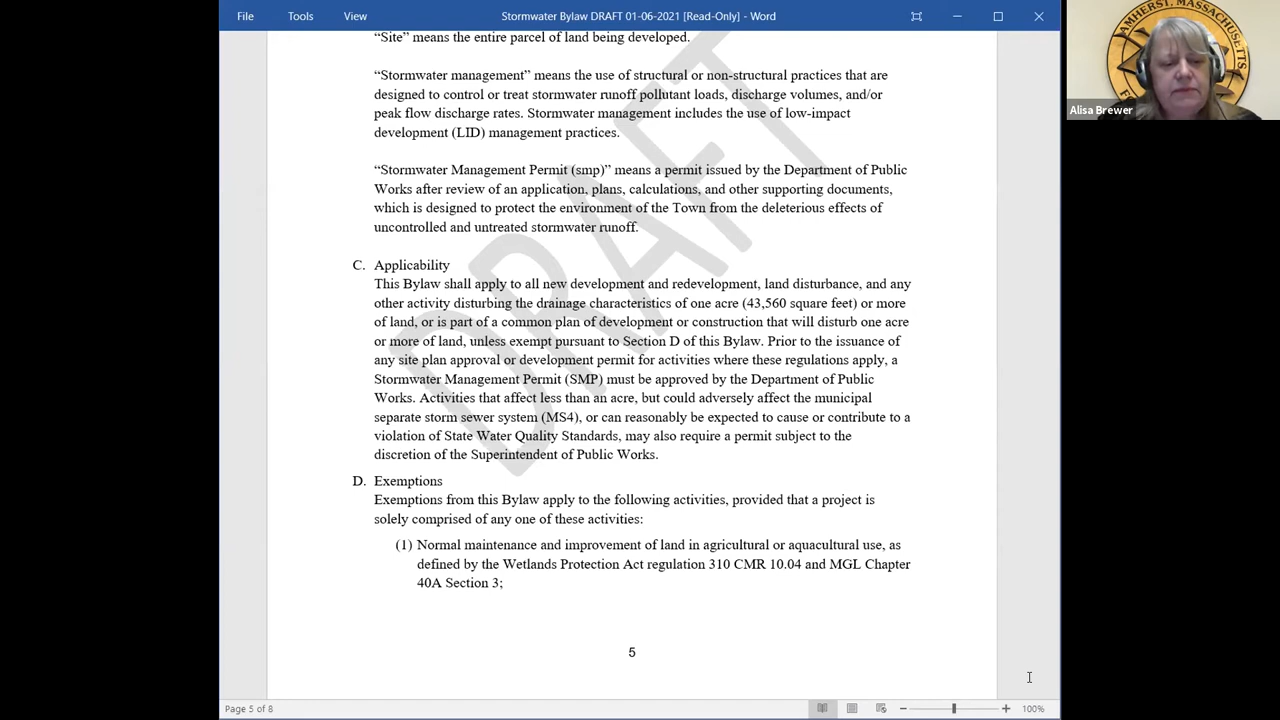 File Tools View Stormwater Bylaw DRAFT 01-06-2021 [Read-Only] - Word
“Site” means the entire parcel of land being developed.
“Stormwater management” means the use of structural or non-structural practices that are
designed to control or treat stormwater runoff pollutant loads, discharge volumes, and/or
peak flow discharge rates. Stormwater management includes the use of low-impact
development (LID) management practices.
“Stormwater Management Permit (smp)” means a permit issued by the Department of Public
Works after review of an application, plans, calculations, and other supporting documents,
which is designed to protect the environment of the Town from the deleterious effects of
uncontrolled and untreated stormwater runoff.
C. Applicability
This Bylaw shall apply to all new development and redevelopment, land disturbance, and any
other activity disturbing the drainage characteristics of one acre (43,560 square feet) or more
of land, or is part of a common plan of development or construction that will disturb one acre
or more of land, unless exempt pursuant to Section D of this Bylaw. Prior to the issuance of
any site plan approval or development permit for activities where these regulations apply, a
Stormwater Management Permit (SMP) must be approved by the Department of Public
Works. Activities that affect less than an acre, but could adversely affect the municipal
separate storm sewer system (MS4), or can reasonably be expected to cause or contribute to a
violation of State Water Quality Standards, may also require a permit subject to the
discretion of the Superintendent of Public Works.
D. Exemptions
Exemptions from this Bylaw apply to the following activities, provided that a project is
solely comprised of any one of these activities:
(1) Normal maintenance and improvement of land in agricultural or aquacultural use, as
defined by the Wetlands Protection Act regulation 310 CMR 10.04 and MGL Chapter
40A Section 3;
5
Page 5 of 8
100%
DRAFT
AMHERST, MASSACHUSETTS
Alisa Brewer